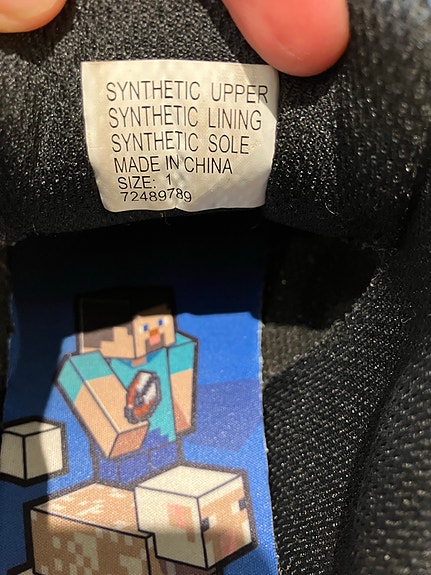 SYNTHETIC UPPER
SYNTHETIC LINING
SYNTHETIC SOLE
MADE IN CHINA
SIZE: 1
72489789